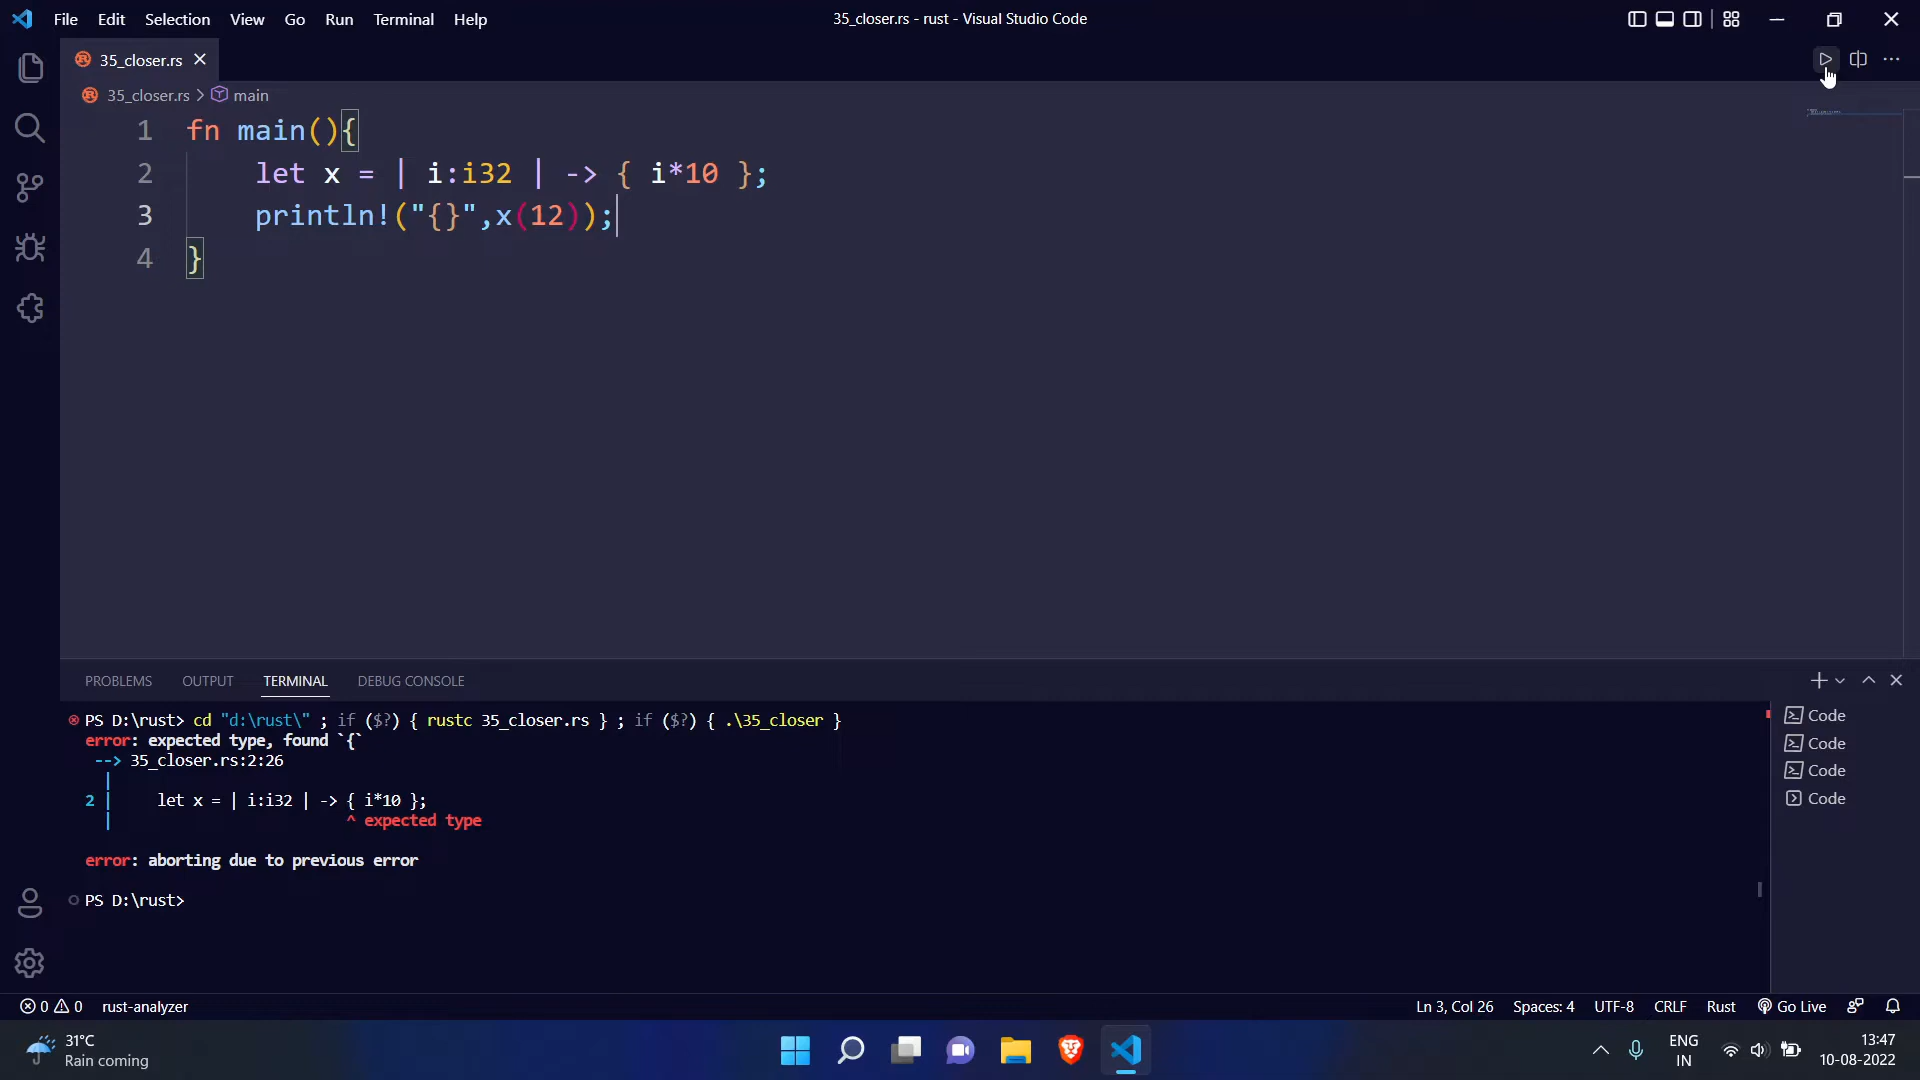 File Edit Selection View Go Run Terminal Help
35_closer.rs - rust - Visual Studio Code
35_closer.rs
35_closer.rs > main
1 fn main(){
2 let x = | i:i32 | -> { i*10 };
3 println!("{}",x(12));
4 }
PROBLEMS OUTPUT TERMINAL DEBUG CONSOLE
PS D:\rust> cd "d:\rust\" ; if ($?) { rustc 35_closer.rs } ; if ($?) { .\35_closer }
error: expected type, found `{`
--> 35_closer.rs:2:26
|
2 | let x = | i:i32 | -> { i*10 };
| ^ expected type
error: aborting due to previous error
PS D:\rust>
Code
Code
Code
Code
0 0 rust-analyzer
Ln 3, Col 26 Spaces: 4 UTF-8 CRLF Rust Go Live
31°C
Rain coming
ENG
IN
13:47
10-08-2022